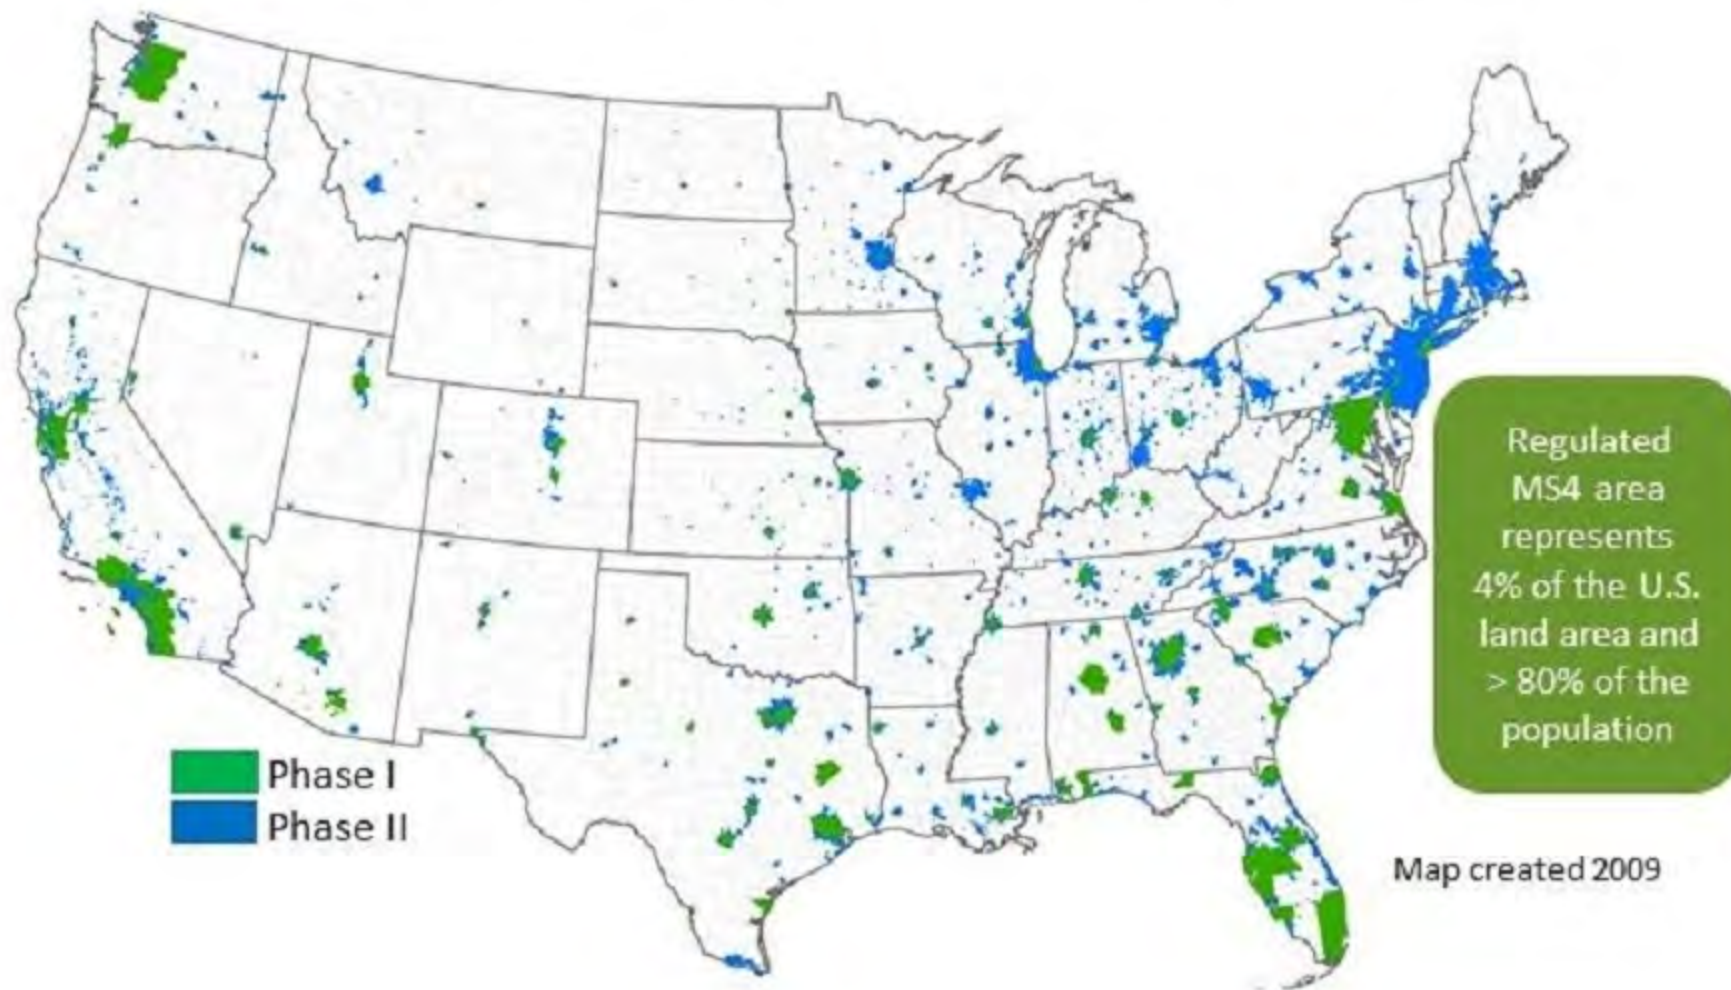 Regulated
MS4 area
represents
4% of the U.S.
land area and
> 80% of the
population
Phase I
Phase II
Map created 2009